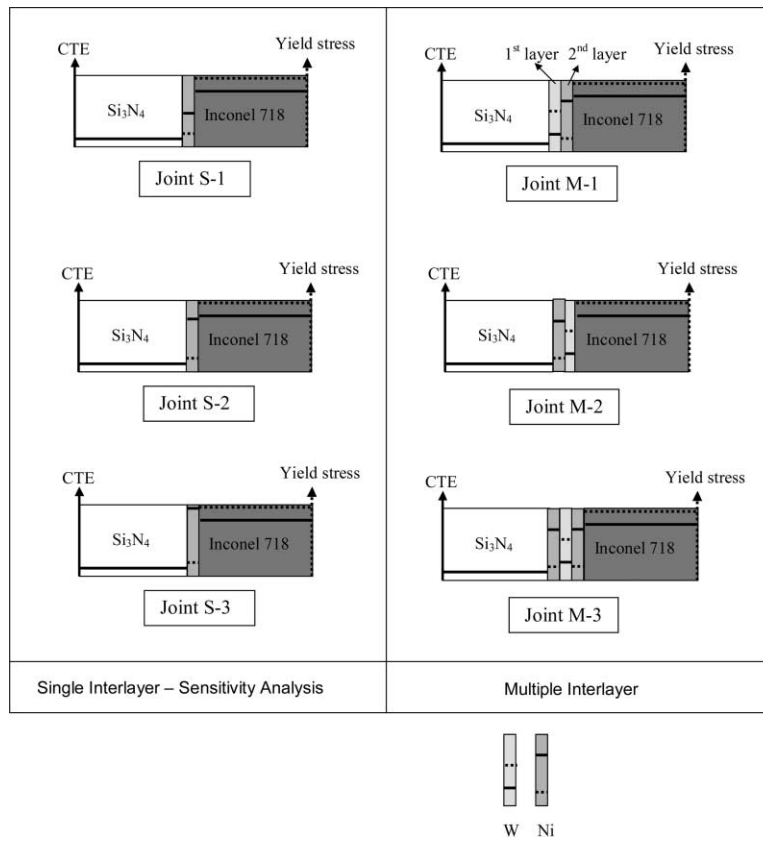 CTE
Yield stress
Si₃N₄
Inconel 718
Joint S-1
CTE
Yield stress
Si₃N₄
Inconel 718
Joint S-2
CTE
Yield stress
Si₃N₄
Inconel 718
Joint S-3
Single Interlayer – Sensitivity Analysis
CTE
1ˢᵗ layer
2ⁿᵈ layer
Yield stress
Si₃N₄
Inconel 718
Joint M-1
CTE
Yield stress
Si₃N₄
Inconel 718
Joint M-2
CTE
Yield stress
Si₃N₄
Inconel 718
Joint M-3
Multiple Interlayer
W Ni